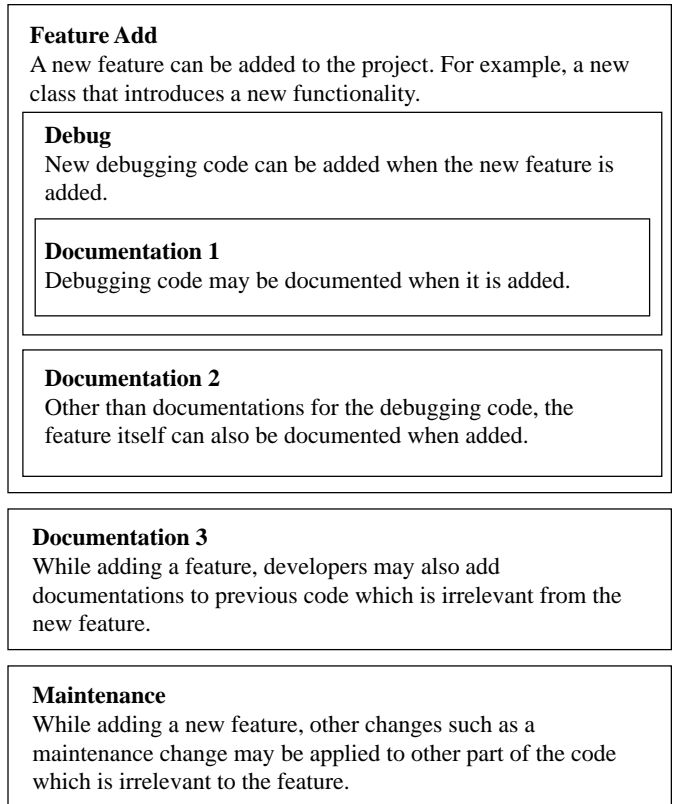 Feature Add
A new feature can be added to the project. For example, a new
class that introduces a new functionality.
Debug
New debugging code can be added when the new feature is
added.
Documentation 1
Debugging code may be documented when it is added.
Documentation 2
Other than documentations for the debugging code, the
feature itself can also be documented when added.
Documentation 3
While adding a feature, developers may also add
documentations to previous code which is irrelevant from the
new feature.
Maintenance
While adding a new feature, other changes such as a
maintenance change may be applied to other part of the code
which is irrelevant to the feature.